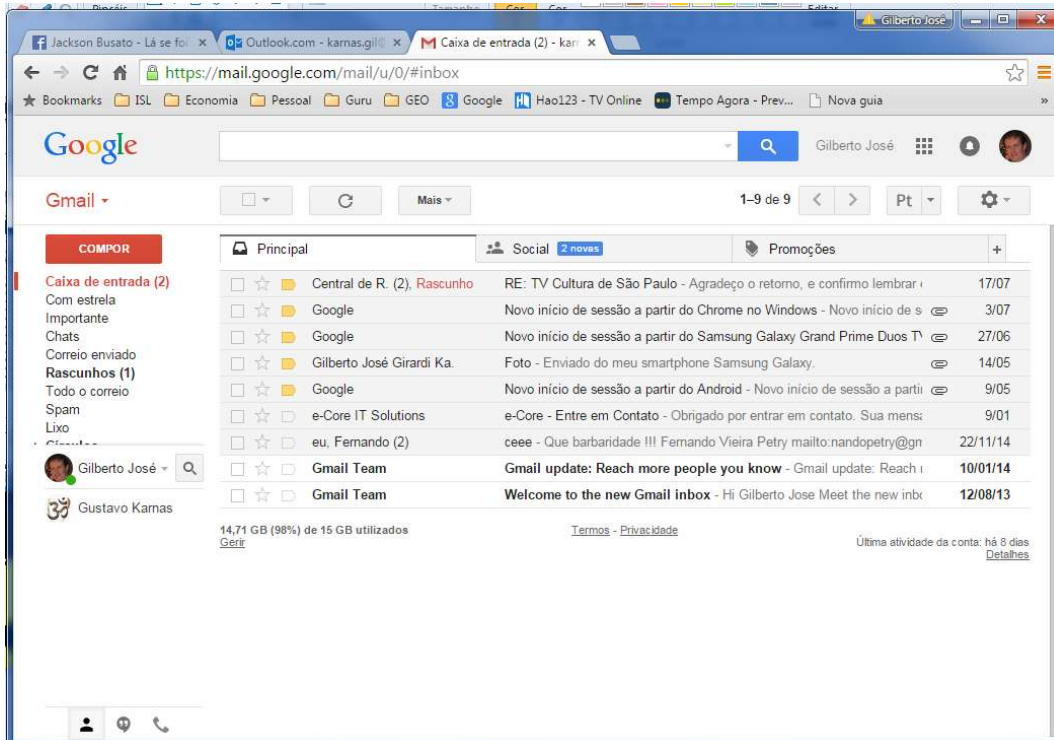 Pincéis Tamanho Cor Cor Editar
Gilberto José
Jackson Busato - Lá se foi Outlook.com - karnas.gil@ Caixa de entrada (2) - karn
https://mail.google.com/mail/u/0/#inbox
Bookmarks ISL Economia Pessoal Guru GEO Google Hao123 - TV Online Tempo Agora - Prev... Nova guia »
Google Gilberto José
Gmail Mais 1–9 de 9 Pt
COMPOR Principal Social 2 novas Promoções +
Caixa de entrada (2)
Com estrela
Importante
Chats
Correio enviado
Rascunhos (1)
Todo o correio
Spam
Lixo
Círculos
Gilberto José
Gustavo Karnas
Central de R. (2), Rascunho RE: TV Cultura de São Paulo - Agradeço o retorno, e confirmo lembrar 17/07
Google Novo início de sessão a partir do Chrome no Windows - Novo início de s 3/07
Google Novo início de sessão a partir do Samsung Galaxy Grand Prime Duos TV 27/06
Gilberto José Girardi Ka. Foto - Enviado do meu smartphone Samsung Galaxy. 14/05
Google Novo início de sessão a partir do Android - Novo início de sessão a parti 9/05
e-Core IT Solutions e-Core - Entre em Contato - Obrigado por entrar em contato. Sua mensa 9/01
eu, Fernando (2) ceee - Que barbaridade !!! Fernando Vieira Petry mailto:nandopetry@gm 22/11/14
Gmail Team Gmail update: Reach more people you know - Gmail update: Reach 10/01/14
Gmail Team Welcome to the new Gmail inbox - Hi Gilberto Jose Meet the new inbo 12/08/13
14,71 GB (98%) de 15 GB utilizados
Gerir
Termos - Privacidade
Última atividade da conta: há 8 dias
Detalhes